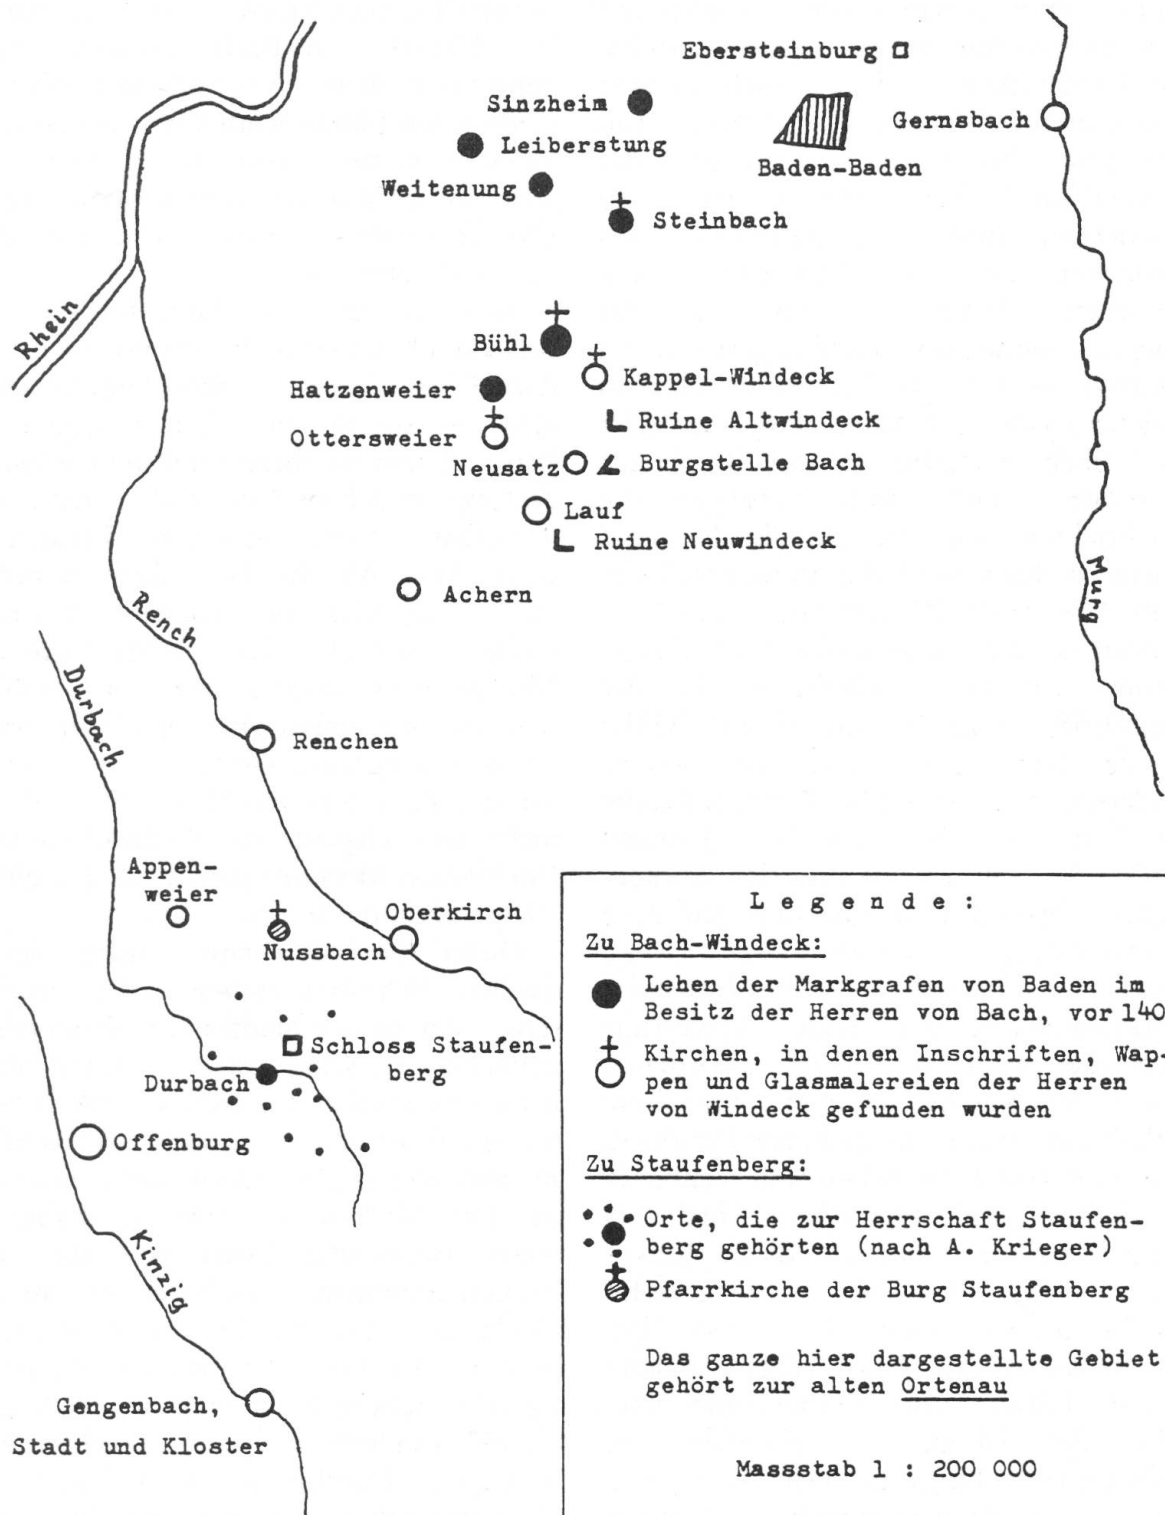 Ebersteinburg
Sinzheim
Gernsbach
Leiberstung
Baden-Baden
Weitenung
Steinbach
Rhein
Bühl
Kappel-Windeck
Hatzenweier
Ruine Altwindeck
Ottersweier
Neusatz
Burgstelle Bach
Lauf
Ruine Neuwindeck
Achern
Murg
Rench
Durbach
Renchen
Appen-
weier
Oberkirch
Nussbach
Schloss Staufen-
berg
Durbach
Offenburg
Kinzig
Gengenbach,
Stadt und Kloster
Legende:
Zu Bach-Windeck:
Lehen der Markgrafen von Baden im
Besitz der Herren von Bach, vor 140
Kirchen, in denen Inschriften, Wap-
pen und Glasmalereien der Herren
von Windeck gefunden wurden
Zu Staufenberg:
Orte, die zur Herrschaft Staufen-
berg gehörten (nach A. Krieger)
Pfarrkirche der Burg Staufenberg
Das ganze hier dargestellte Gebiet
gehört zur alten Ortenau
Massstab 1 : 200 000